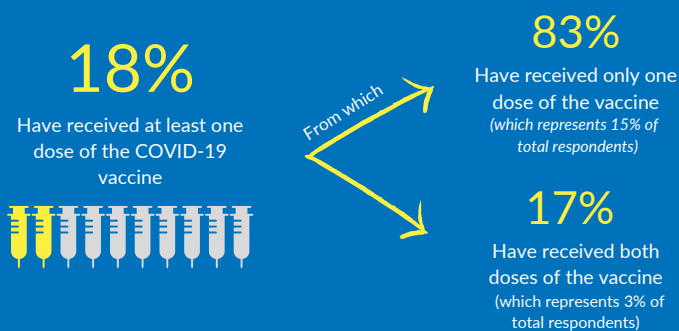 18%
Have received at least one
dose of the COVID-19
vaccine
From which
83%
Have received only one
dose of the vaccine
(which represents 15% of
total respondents)
17%
Have received both
doses of the vaccine
(which represents 3% of
total respondents)